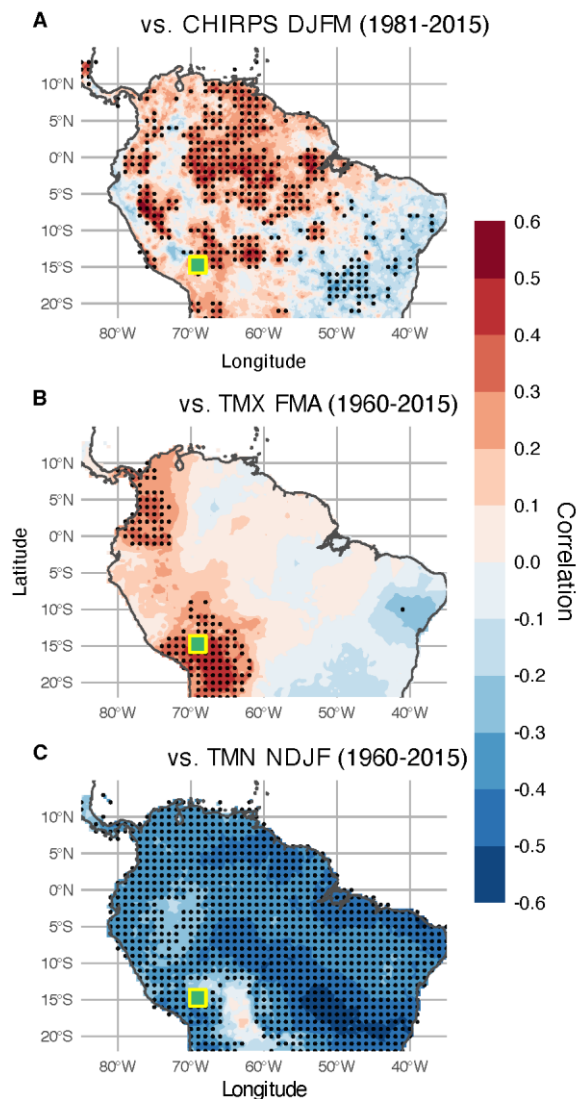 A
vs. CHIRPS DJFM (1981-2015)
10°N
5°N
0°N
5°S
10°S
15°S
20°S
80°W 70°W 60°W 50°W 40°W
Longitude
B
vs. TMX FMA (1960-2015)
10°N
5°N
0°N
5°S
10°S
15°S
20°S
Latitude
80°W 70°W 60°W 50°W 40°W
C
vs. TMN NDJF (1960-2015)
10°N
5°N
0°N
5°S
10°S
15°S
20°S
80°W 70°W 60°W 50°W 40°W
Longitude
0.6
0.5
0.4
0.3
0.2
0.1
0.0
-0.1
-0.2
-0.3
-0.4
-0.5
-0.6
Correlation